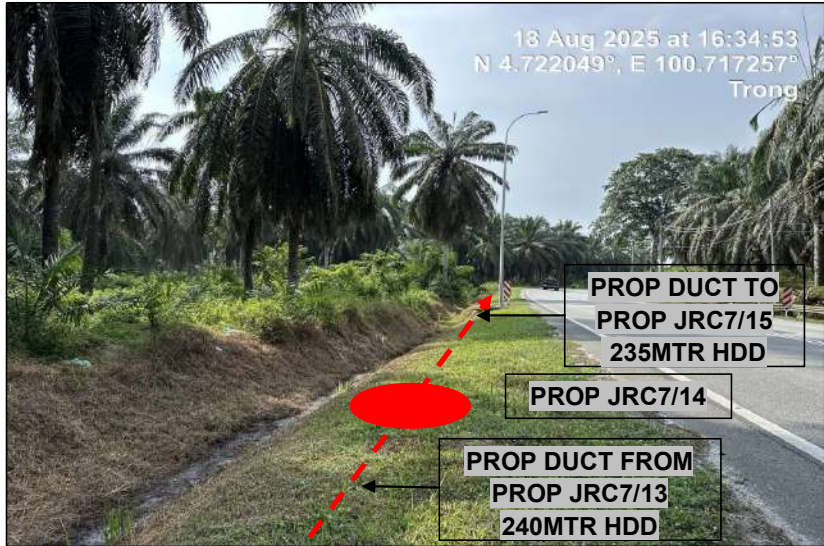 18 Aug 2025 at 16:34:53
N 4.722049°, E 100.717257°
Trong
PROP DUCT TO
PROP JRC7/15
235MTR HDD
PROP JRC7/14
PROP DUCT FROM
PROP JRC7/13
240MTR HDD